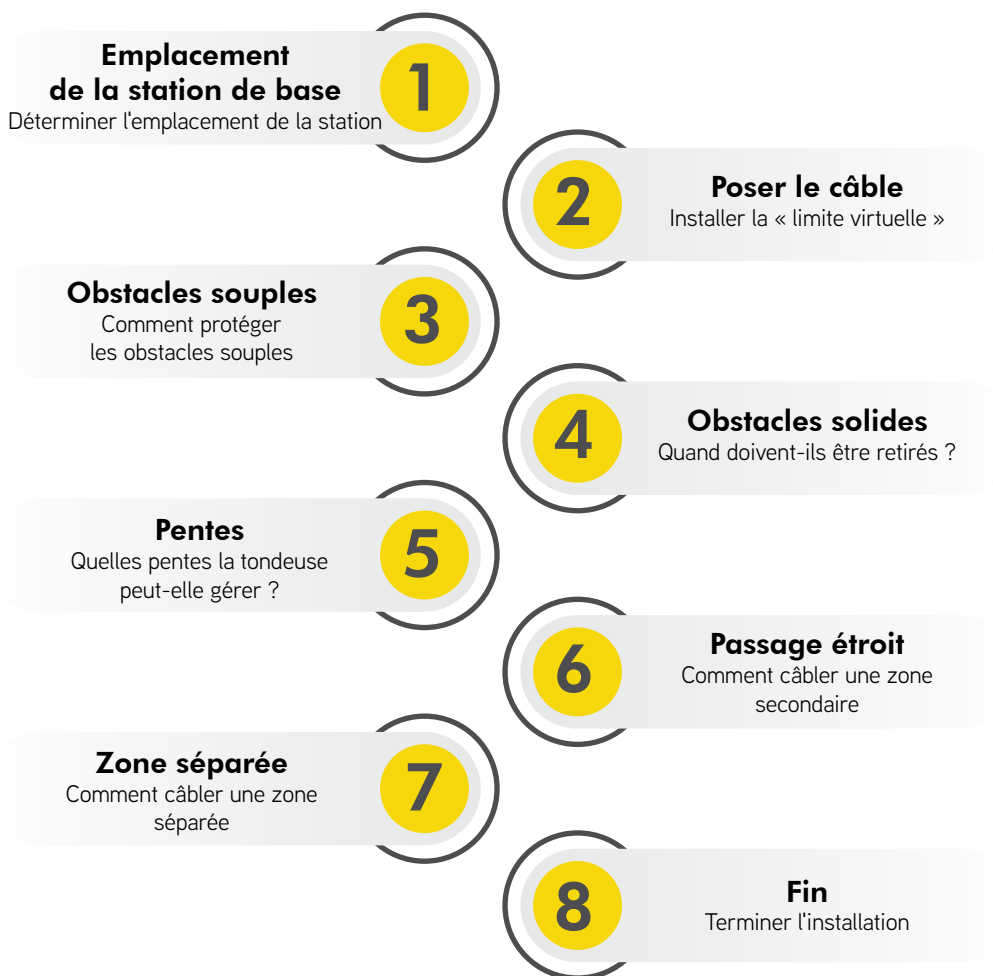 1
Emplacement
de la station de base
Déterminer l'emplacement de la station
2
Poser le câble
Installer la « limite virtuelle »
3
Obstacles souples
Comment protéger
les obstacles souples
4
Obstacles solides
Quand doivent-ils être retirés ?
5
Pentes
Quelles pentes la tondeuse
peut-elle gérer ?
6
Passage étroit
Comment câbler une zone
secondaire
7
Zone séparée
Comment câbler une zone
séparée
8
Fin
Terminer l'installation